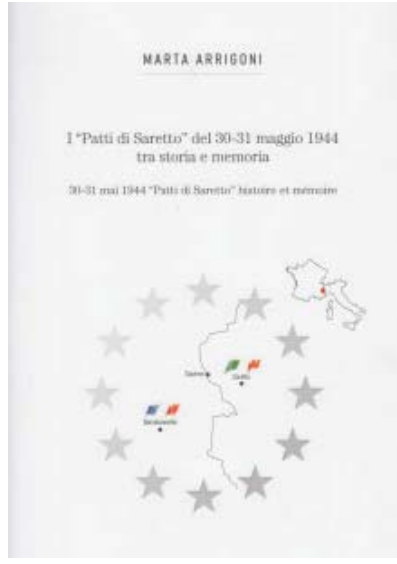 MARTA ARRIGONI
I “Patti di Saretto” del 30-31 maggio 1944
tra storia e memoria
30-31 mai 1944 “Patti di Saretto” histoire et mémoire